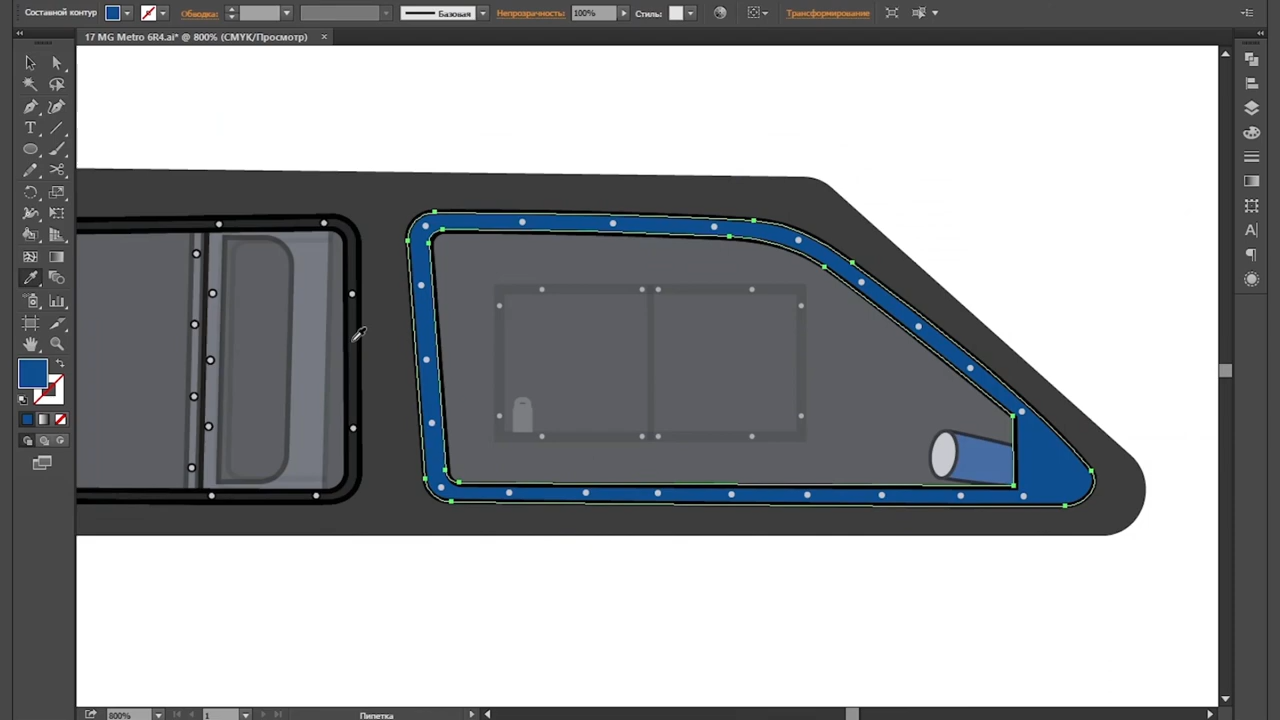 Составной контур
Обводка:
Базовая
Непрозрачность:
100%
Стиль:
Трансформирование
17 MG Metro 6R4.ai* @ 800% (CMYK/Просмотр)
800%
1
Пипетка